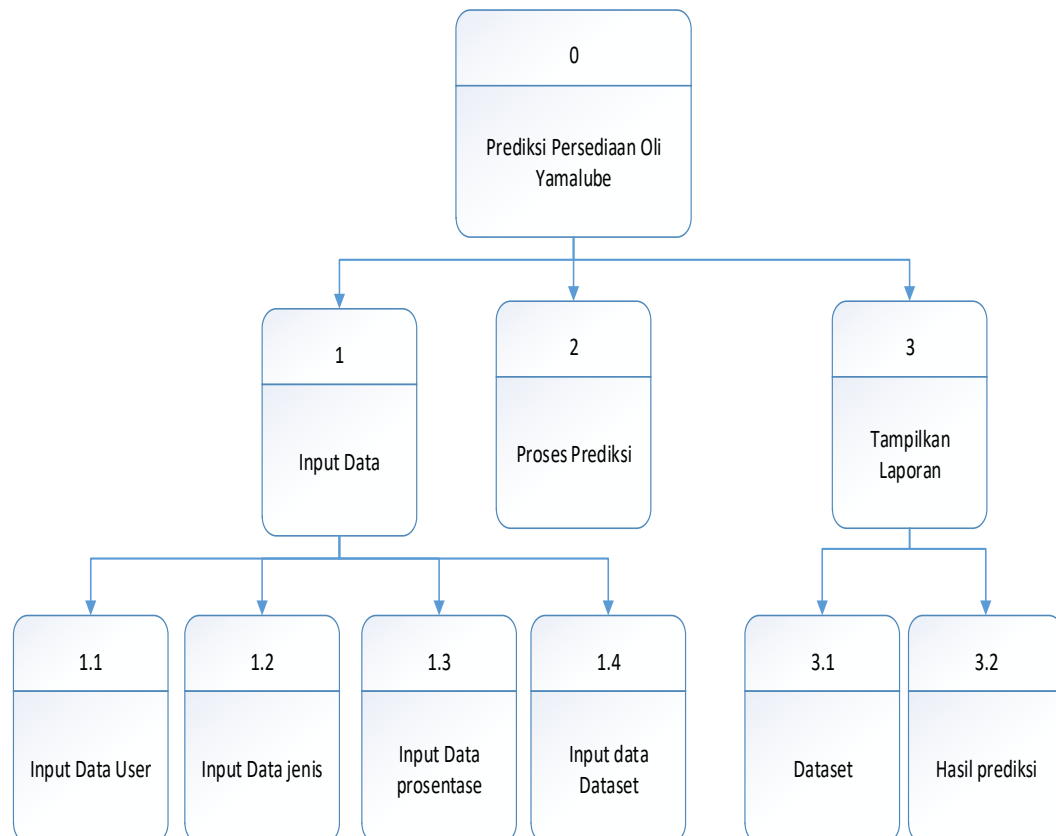 0
Prediksi Persediaan Oli
Yamalube
1
2
3
Input Data
Proses Prediksi
Tampilkan
Laporan
1.1
1.2
1.3
1.4
3.1
3.2
Input Data User
Input Data jenis
Input Data
prosentase
Input data
Dataset
Dataset
Hasil prediksi